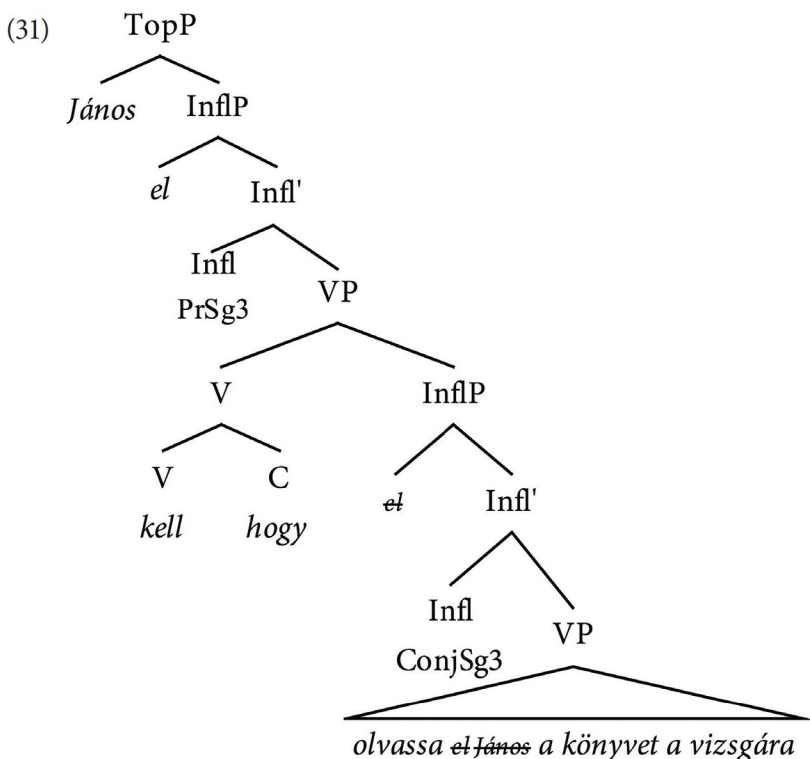 (31) TopP
János InflP
el Infl'
Infl VP
PrSg3
V InflP
V C el Infl'
kell hogy
Infl VP
ConjSg3
olvassa el János a könyvet a vizsgára